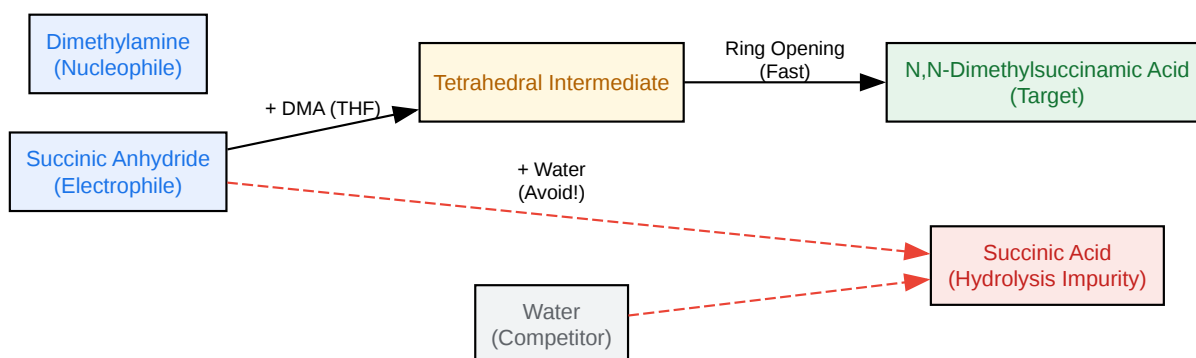 Dimethylamine
(Nucleophile)
Succinic Anhydride
(Electrophile)
+ DMA (THF)
Tetrahedral Intermediate
Ring Opening
(Fast)
N,N-Dimethylsuccinamic Acid
(Target)
+ Water
(Avoid!)
Water
(Competitor)
Succinic Acid
(Hydrolysis Impurity)